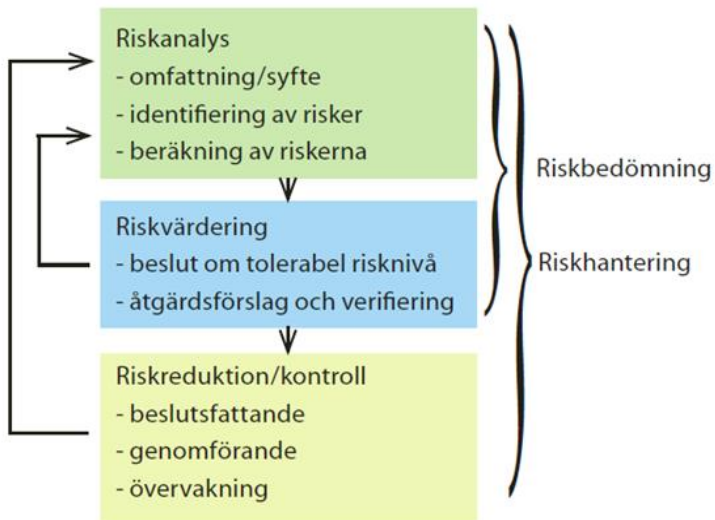 Riskanalys
- omfattning/syfte
- identifiering av risker
- beräkning av riskerna
Riskvärdering
- beslut om tolerabel risknivå
- åtgärdsförslag och verifiering
Riskreduktion/kontroll
- beslutsfattande
- genomförande
- övervakning
Riskbedömning
Riskhantering